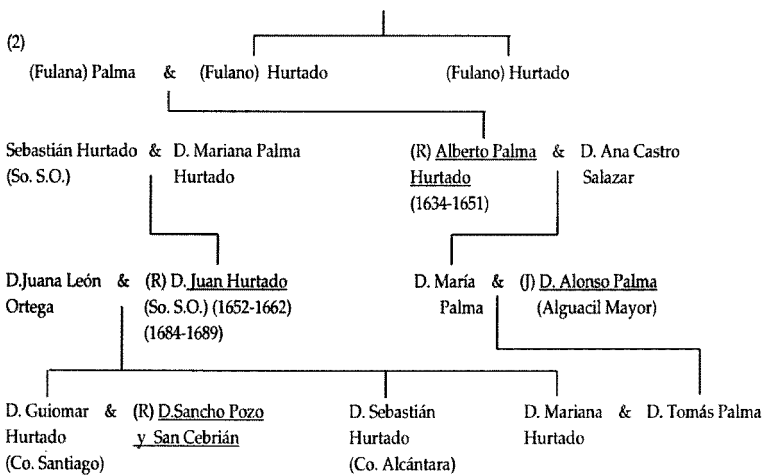 (2)
(Fulana) Palma & (Fulano) Hurtado (Fulano) Hurtado
Sebastián Hurtado & D. Mariana Palma (R) Alberto Palma & D. Ana Castro
(So. S.O.) Hurtado Hurtado Salazar
(1634-1651)
D.Juana León & (R) D. Juan Hurtado D. María & (J) D. Alonso Palma
Ortega (So. S.O.) (1652-1662) Palma (Alguacil Mayor)
(1684-1689)
D. Guiomar & (R) D.Sancho Pozo D. Sebastián D. Mariana & D. Tomás Palma
Hurtado y San Cebrián Hurtado Hurtado
(Co. Santiago) (Co. Alcántara)